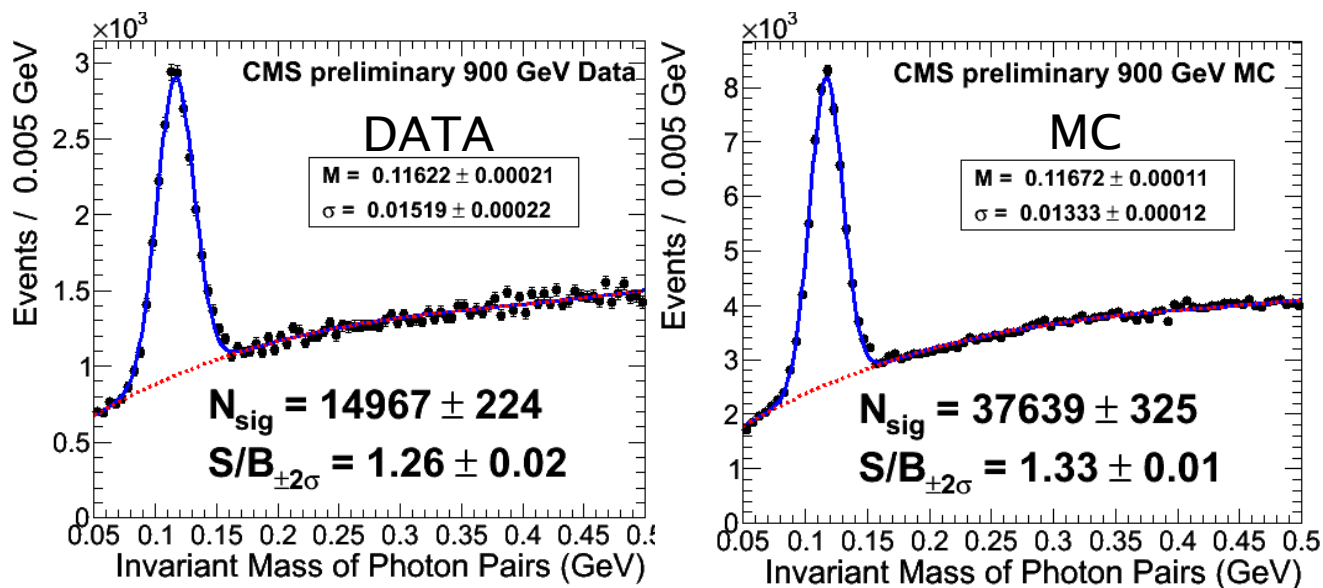 ×10³
CMS preliminary 900 GeV Data
DATA
M = 0.11622 ± 0.00021
σ = 0.01519 ± 0.00022
N_sig = 14967 ± 224
S/B_±2σ = 1.26 ± 0.02
Events / 0.005 GeV
3
2.5
2
1.5
1
0.5
0
0.05 0.1 0.15 0.2 0.25 0.3 0.35 0.4 0.45 0.5
Invariant Mass of Photon Pairs (GeV)
×10³
CMS preliminary 900 GeV MC
MC
M = 0.11672 ± 0.00011
σ = 0.01333 ± 0.00012
N_sig = 37639 ± 325
S/B_±2σ = 1.33 ± 0.01
Events / 0.005 GeV
8
7
6
5
4
3
2
1
0
0.05 0.1 0.15 0.2 0.25 0.3 0.35 0.4 0.45 0.5
Invariant Mass of Photon Pairs (GeV)